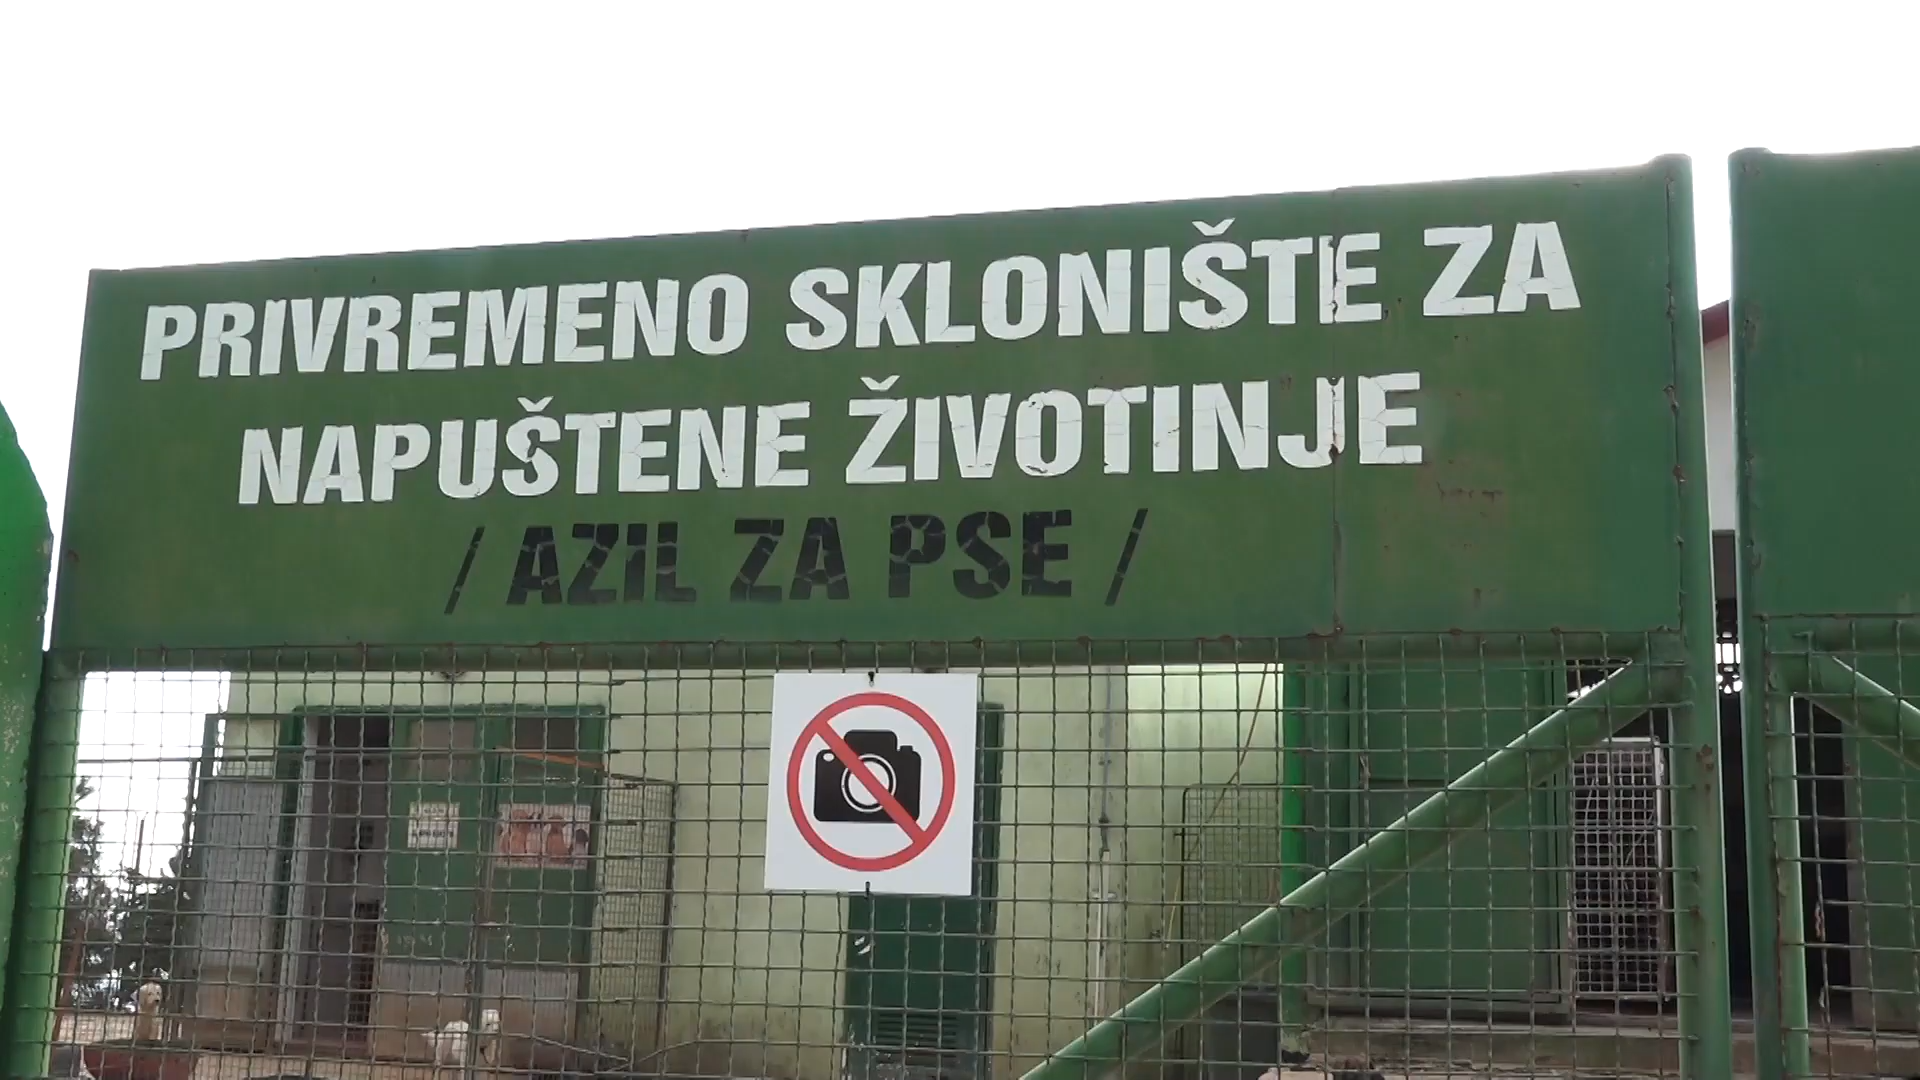 PRIVREMENO SKLONIŠTE ZA
NAPUŠTENE ŽIVOTINJE
/ AZIL ZA PSE /